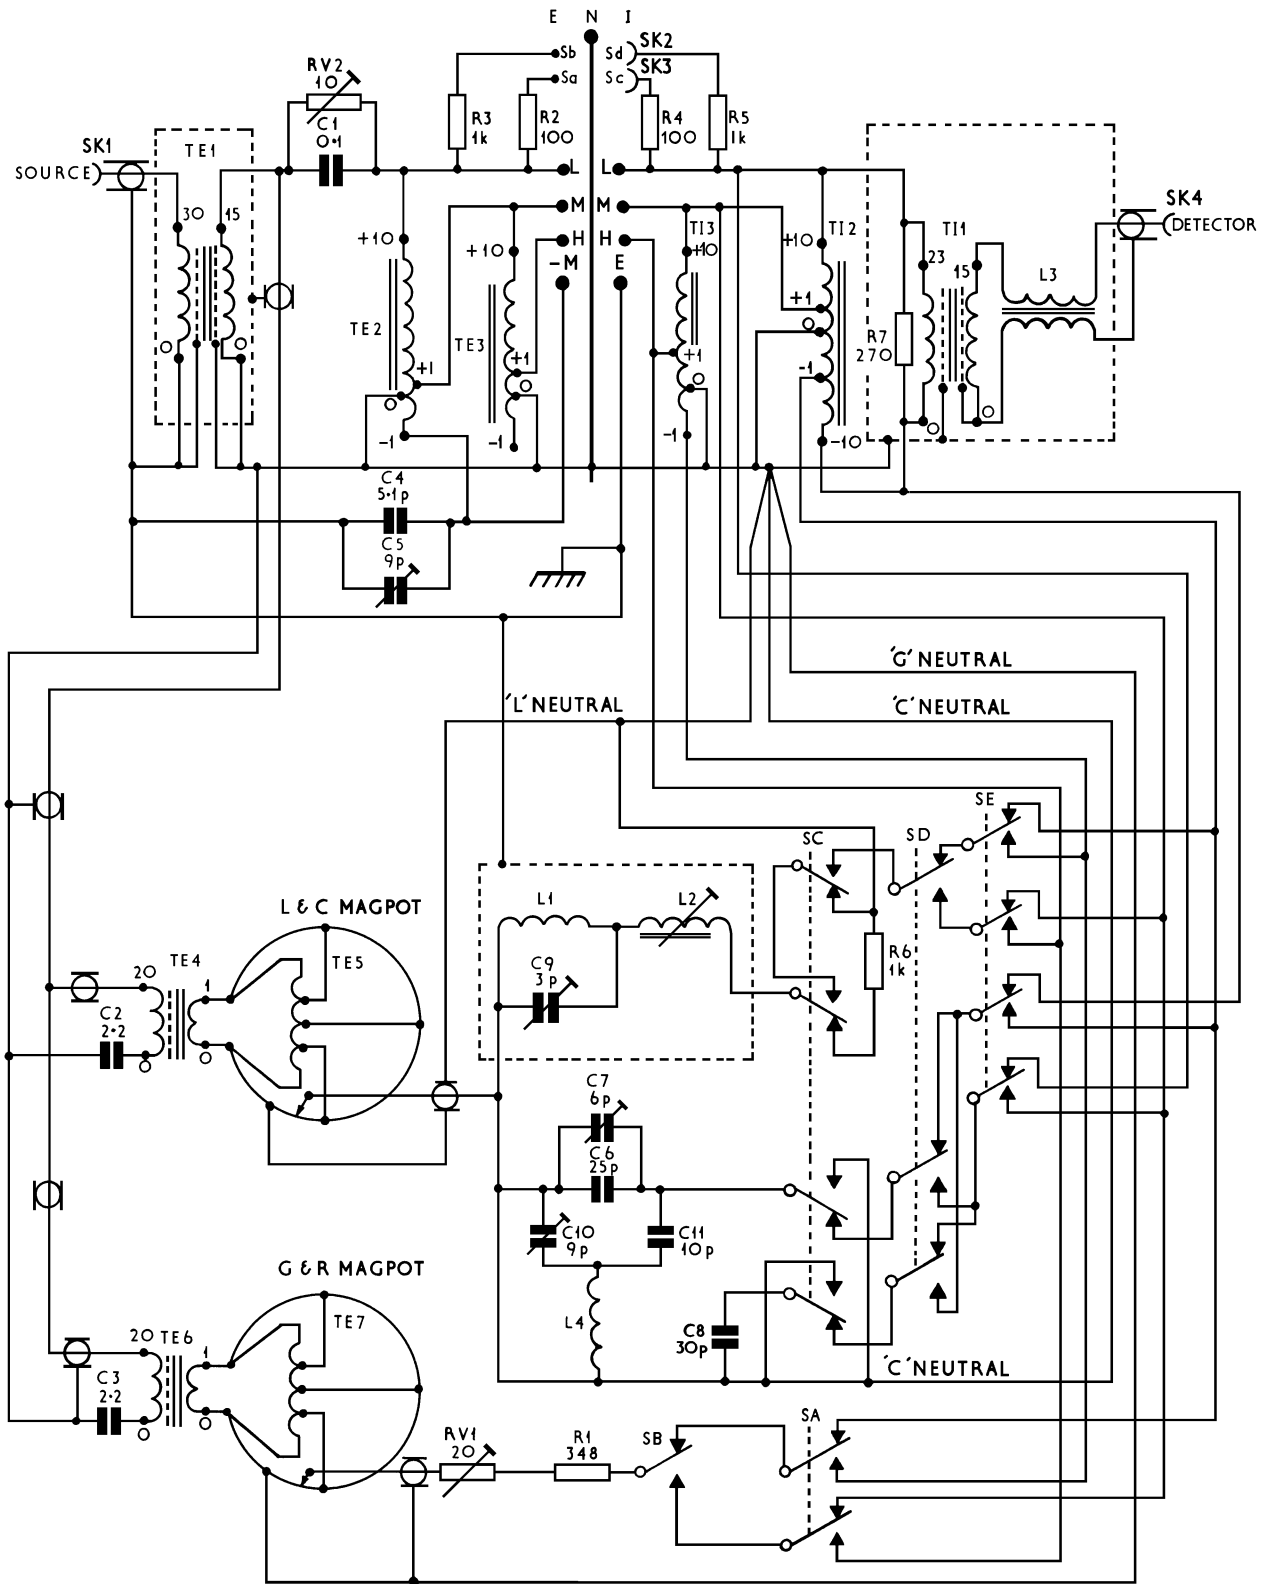 E N I
Sb Sd SK2
Sa Sc SK3
RV2
10
C1
0·1
R3
1k
R2
100
R4
100
R5
1k
SK1
SOURCE
TE1
30 15
O O
L L
M M
H H
-M E
SK4
DETECTOR
TI1
23
15
L3
R7
270
O O
+10
TE2
+1
O
-1
+10
TE3
+1
O
-1
TI3
+10
+1
O
-1
+10
TI2
+1
O
-1
-10
C4
5·1p
C5
9p
'G' NEUTRAL
'L' NEUTRAL
'C' NEUTRAL
SE
SD
SC
L1
L2
C9
3p
R6
1k
L & C MAGPOT
20
TE4
1
TE5
C2
2·2
O O
C7
6p
C6
25p
C10
9p
C11
10p
L4
C8
30p
'C' NEUTRAL
G & R MAGPOT
20 TE6
1
TE7
C3
2·2
O O
RV1
20
R1
348
SB
SA